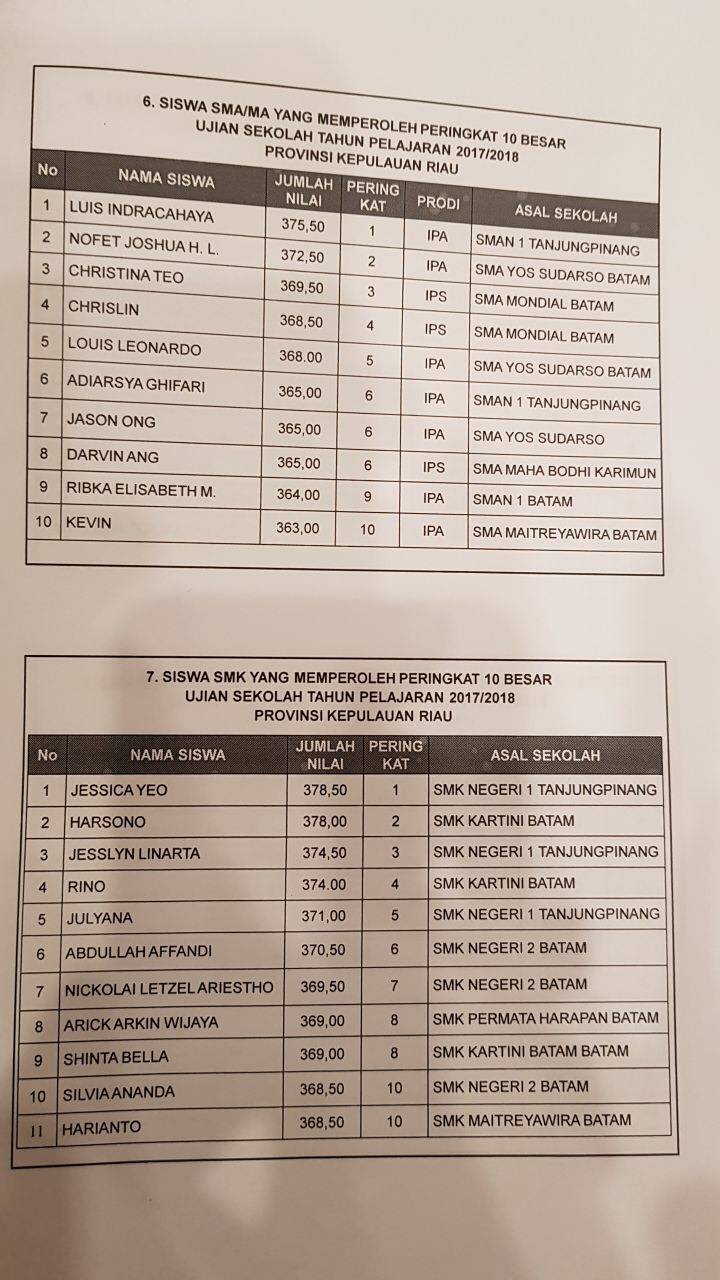 6. SISWA SMA/MA YANG MEMPEROLEH PERINGKAT 10 BESAR
UJIAN SEKOLAH TAHUN PELAJARAN 2017/2018
PROVINSI KEPULAUAN RIAU
No NAMA SISWA JUMLAH NILAI PERING KAT PRODI ASAL SEKOLAH
1 LUIS INDRACAHAYA 375,50 1 IPA SMAN 1 TANJUNGPINANG
2 NOFET JOSHUA H. L. 372,50 2 IPA SMA YOS SUDARSO BATAM
3 CHRISTINA TEO 369,50 3 IPS SMA MONDIAL BATAM
4 CHRISLIN 368,50 4 IPS SMA MONDIAL BATAM
5 LOUIS LEONARDO 368.00 5 IPA SMA YOS SUDARSO BATAM
6 ADIARSYA GHIFARI 365,00 6 IPA SMAN 1 TANJUNGPINANG
7 JASON ONG 365,00 6 IPA SMA YOS SUDARSO
8 DARVIN ANG 365,00 6 IPS SMA MAHA BODHI KARIMUN
9 RIBKA ELISABETH M. 364,00 9 IPA SMAN 1 BATAM
10 KEVIN 363,00 10 IPA SMA MAITREYAWIRA BATAM
7. SISWA SMK YANG MEMPEROLEH PERINGKAT 10 BESAR
UJIAN SEKOLAH TAHUN PELAJARAN 2017/2018
PROVINSI KEPULAUAN RIAU
No NAMA SISWA JUMLAH NILAI PERING KAT ASAL SEKOLAH
1 JESSICA YEO 378,50 1 SMK NEGERI 1 TANJUNGPINANG
2 HARSONO 378,00 2 SMK KARTINI BATAM
3 JESSLYN LINARTA 374,50 3 SMK NEGERI 1 TANJUNGPINANG
4 RINO 374.00 4 SMK KARTINI BATAM
5 JULYANA 371,00 5 SMK NEGERI 1 TANJUNGPINANG
6 ABDULLAH AFFANDI 370,50 6 SMK NEGERI 2 BATAM
7 NICKOLAI LETZEL ARIESTHO 369,50 7 SMK NEGERI 2 BATAM
8 ARICK ARKIN WIJAYA 369,00 8 SMK PERMATA HARAPAN BATAM
9 SHINTA BELLA 369,00 8 SMK KARTINI BATAM BATAM
10 SILVIA ANANDA 368,50 10 SMK NEGERI 2 BATAM
11 HARIANTO 368,50 10 SMK MAITREYAWIRA BATAM